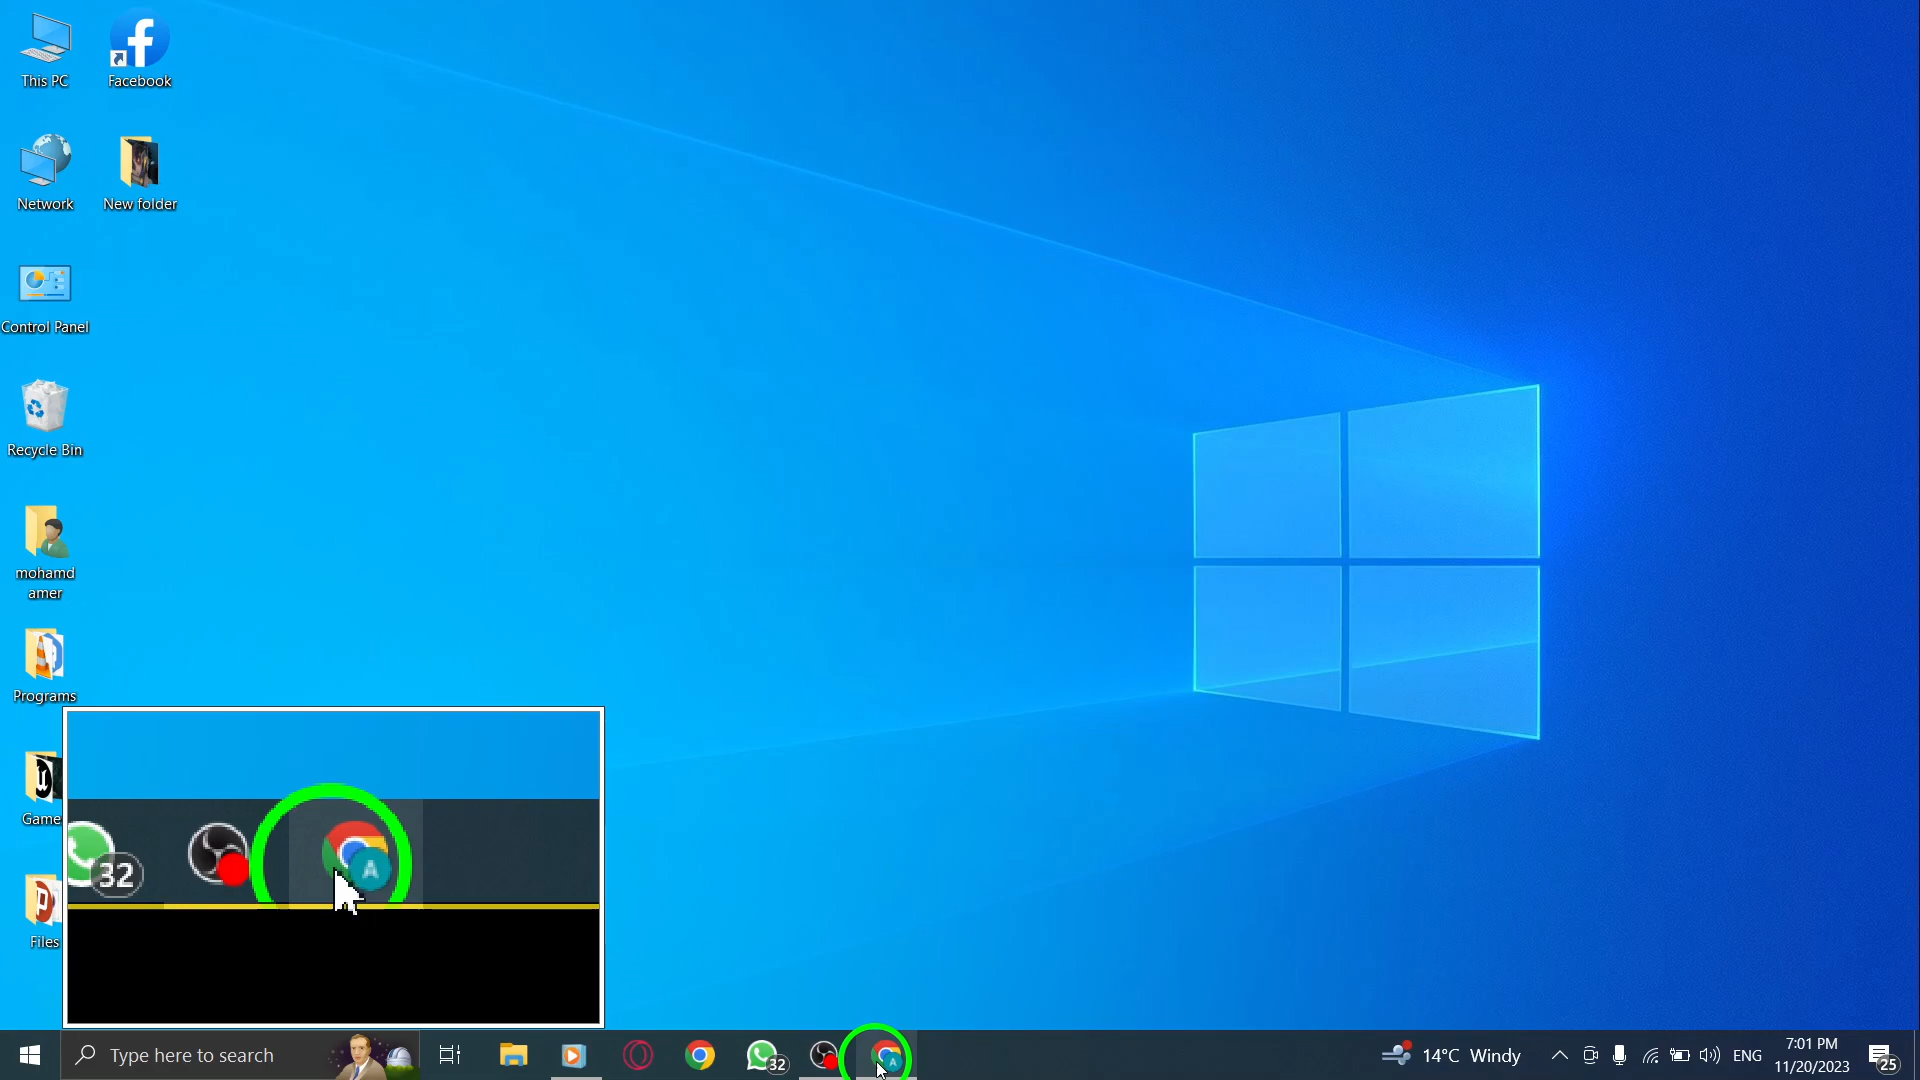 This PC
Facebook
Network
New folder
Control Panel
Recycle Bin
mohamd
amer
Programs
Game
Files
32
A
Type here to search
32
A
14°C Windy
ENG
7:01 PM
11/20/2023
25